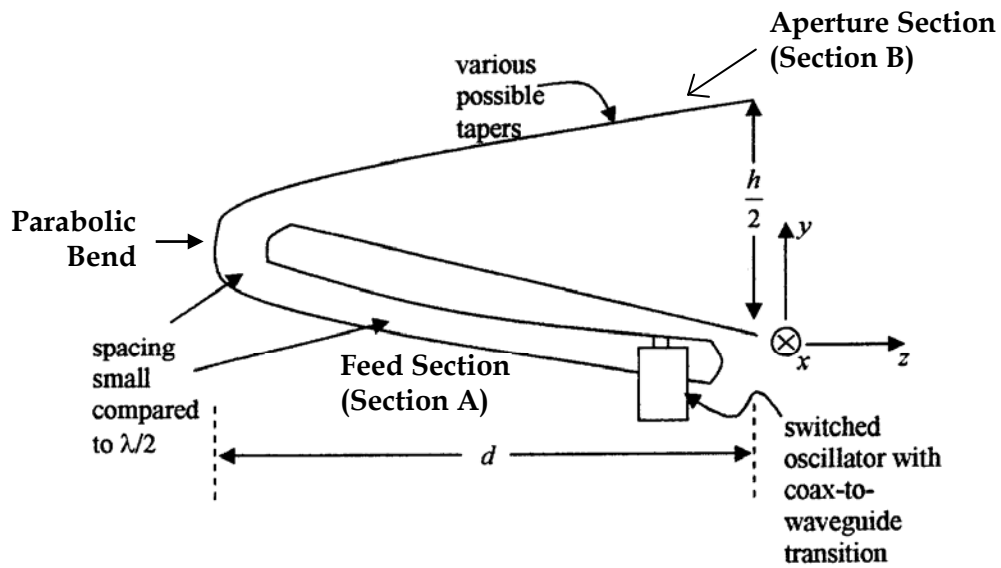 Aperture Section
(Section B)
various
possible
tapers
h
2
y
Parabolic
Bend
x
z
spacing
small
compared
to λ/2
Feed Section
(Section A)
d
switched
oscillator with
coax-to-
waveguide
transition